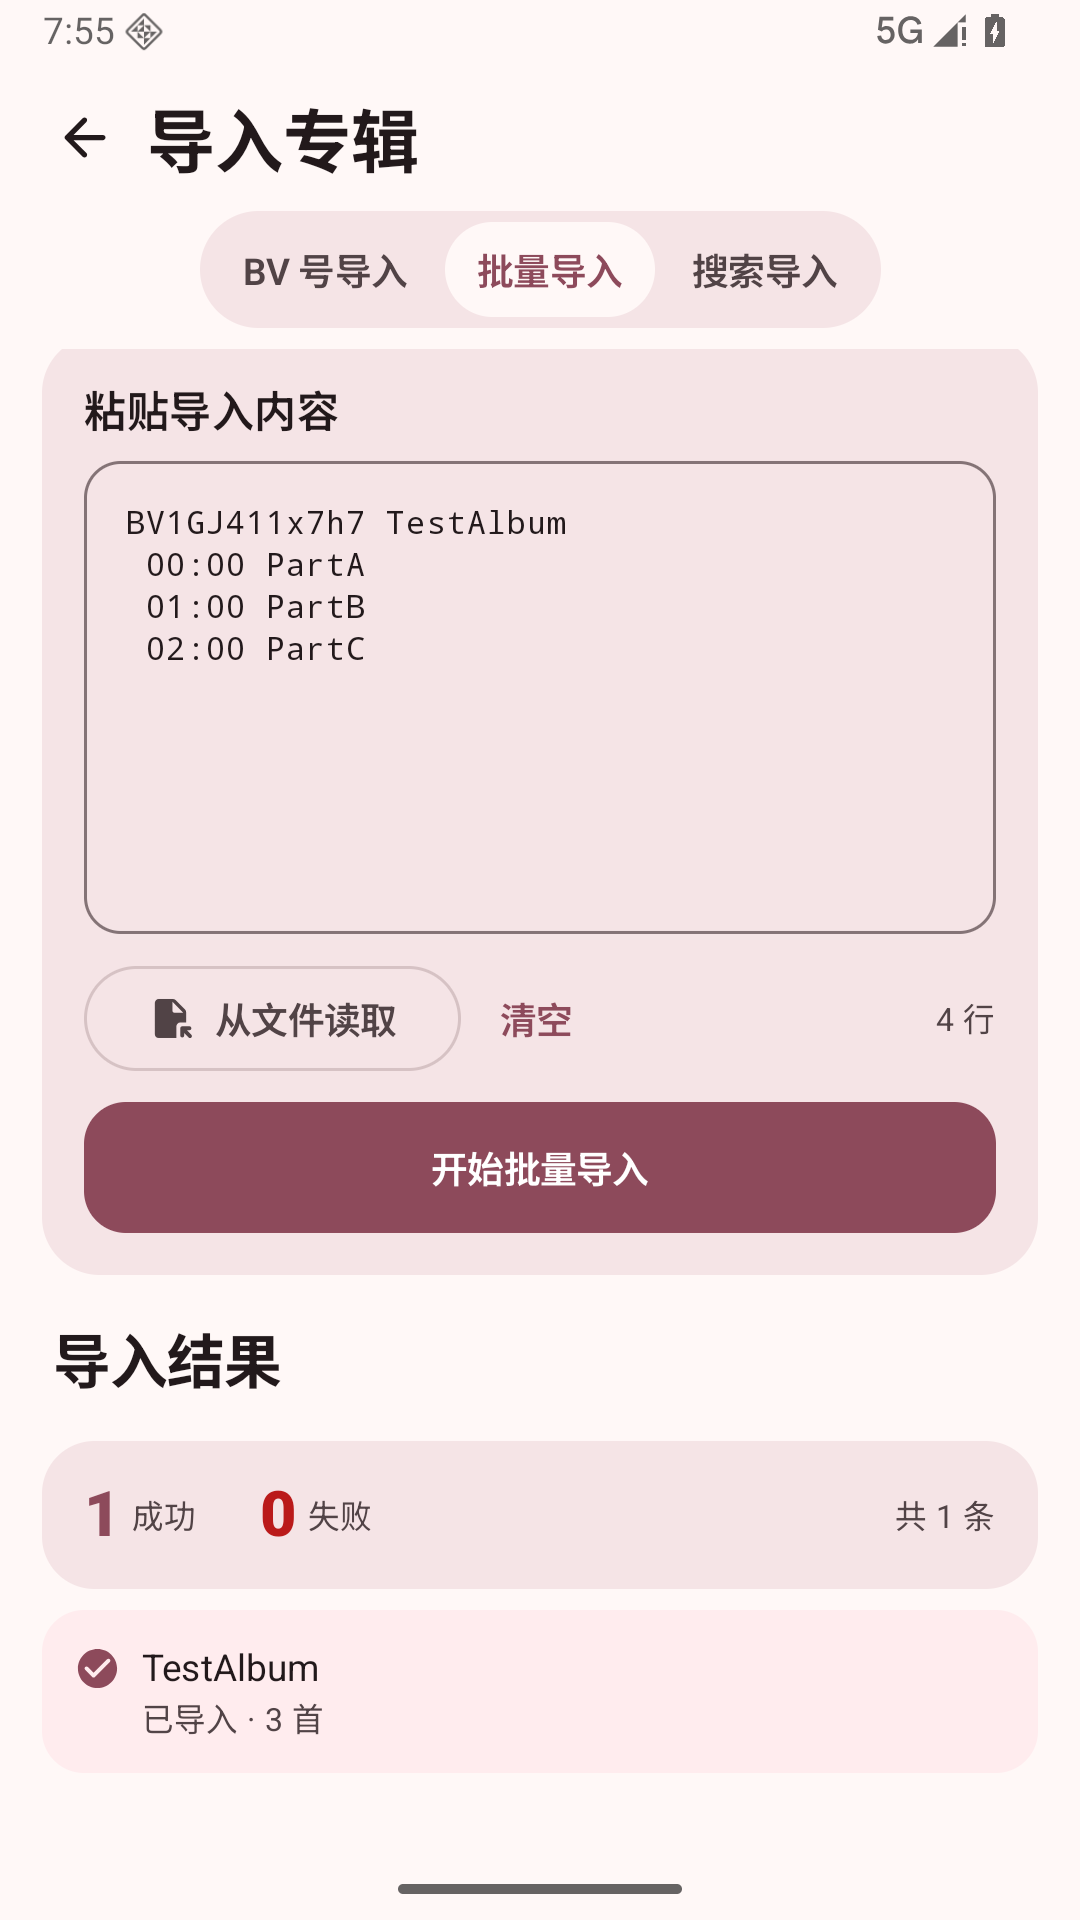 7:55
5G
导入专辑
BV 号导入 批量导入 搜索导入
粘贴导入内容
BV1GJ411x7h7 TestAlbum
00:00 PartA
01:00 PartB
02:00 PartC
从文件读取 清空 4 行
开始批量导入
导入结果
1 成功 0 失败 共 1 条
TestAlbum
已导入 · 3 首